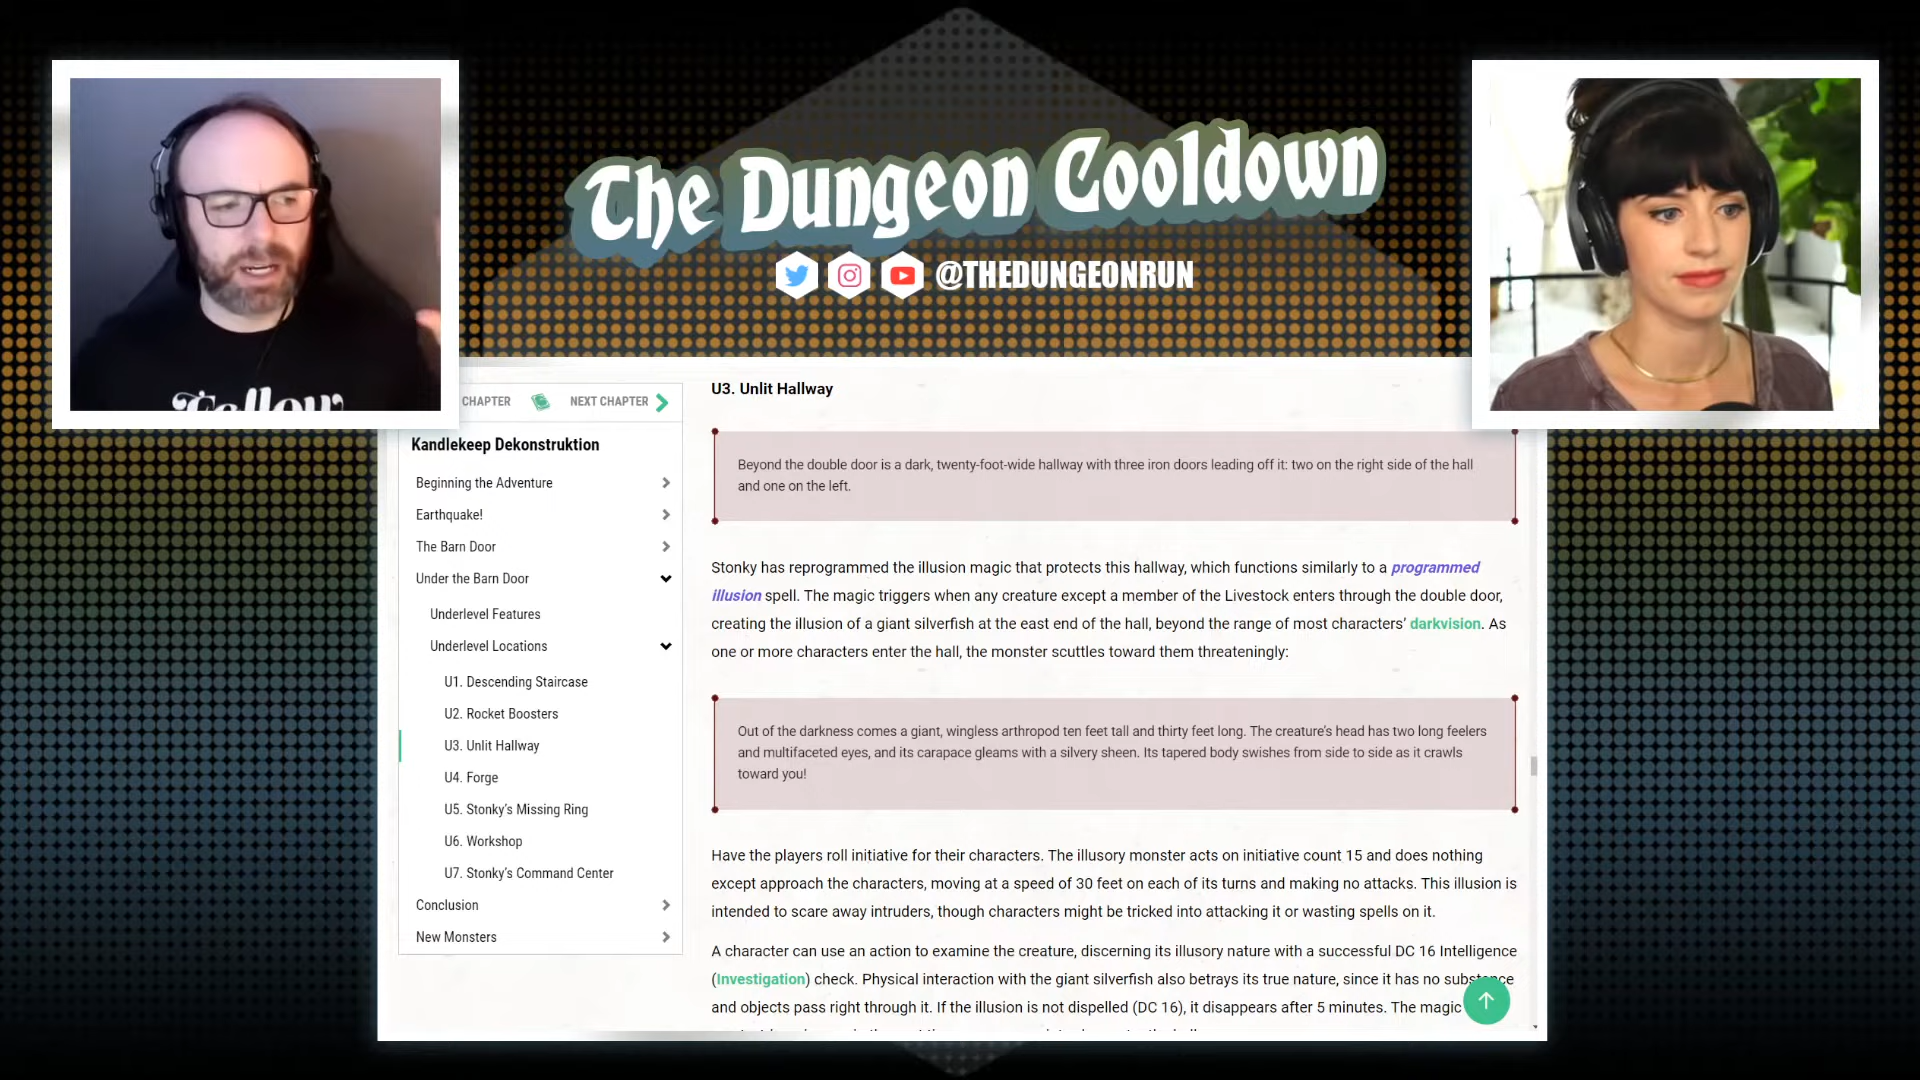 The Dungeon Cooldown
@THEDUNGEONRUN
Follow
CHAPTER
NEXT CHAPTER
Kandlekeep Dekonstruktion
Beginning the Adventure
Earthquake!
The Barn Door
Under the Barn Door
Underlevel Features
Underlevel Locations
U1. Descending Staircase
U2. Rocket Boosters
U3. Unlit Hallway
U4. Forge
U5. Stonky's Missing Ring
U6. Workshop
U7. Stonky's Command Center
Conclusion
New Monsters
U3. Unlit Hallway
Beyond the double door is a dark, twenty-foot-wide hallway with three iron doors leading off it: two on the right side of the hall
and one on the left.
Stonky has reprogrammed the illusion magic that protects this hallway, which functions similarly to a programmed
illusion spell. The magic triggers when any creature except a member of the Livestock enters through the double door,
creating the illusion of a giant silverfish at the east end of the hall, beyond the range of most characters' darkvision. As
one or more characters enter the hall, the monster scuttles toward them threateningly:
Out of the darkness comes a giant, wingless arthropod ten feet tall and thirty feet long. The creature's head has two long feelers
and multifaceted eyes, and its carapace gleams with a silvery sheen. Its tapered body swishes from side to side as it crawls
toward you!
Have the players roll initiative for their characters. The illusory monster acts on initiative count 15 and does nothing
except approach the characters, moving at a speed of 30 feet on each of its turns and making no attacks. This illusion is
intended to scare away intruders, though characters might be tricked into attacking it or wasting spells on it.
A character can use an action to examine the creature, discerning its illusory nature with a successful DC 16 Intelligence
(Investigation) check. Physical interaction with the giant silverfish also betrays its true nature, since it has no substance
and objects pass right through it. If the illusion is not dispelled (DC 16), it disappears after 5 minutes. The magic